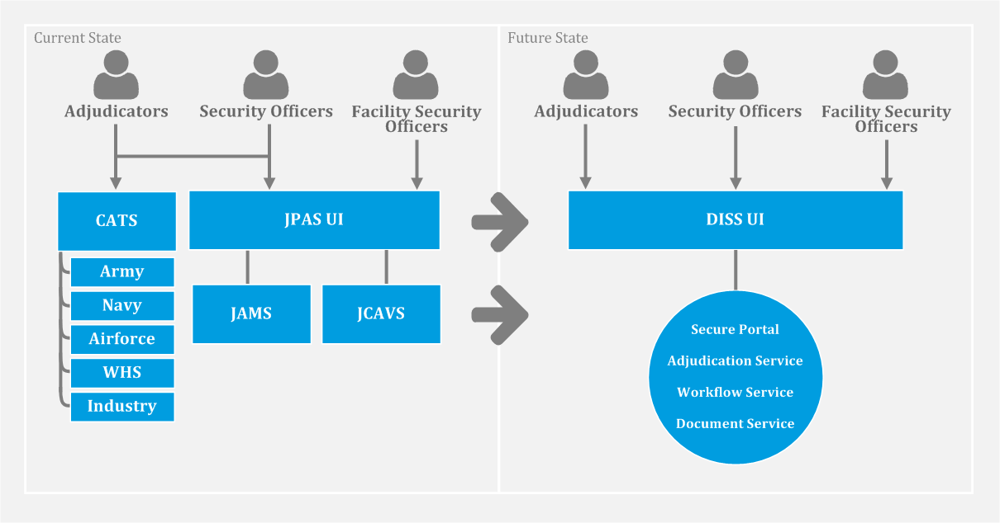 Current State
Adjudicators
Security Officers
Facility Security
Officers
CATS
JPAS UI
Army
Navy
Airforce
WHS
Industry
JAMS
JCAVS
Future State
Adjudicators
Security Officers
Facility Security
Officers
DISS UI
Secure Portal
Adjudication Service
Workflow Service
Document Service